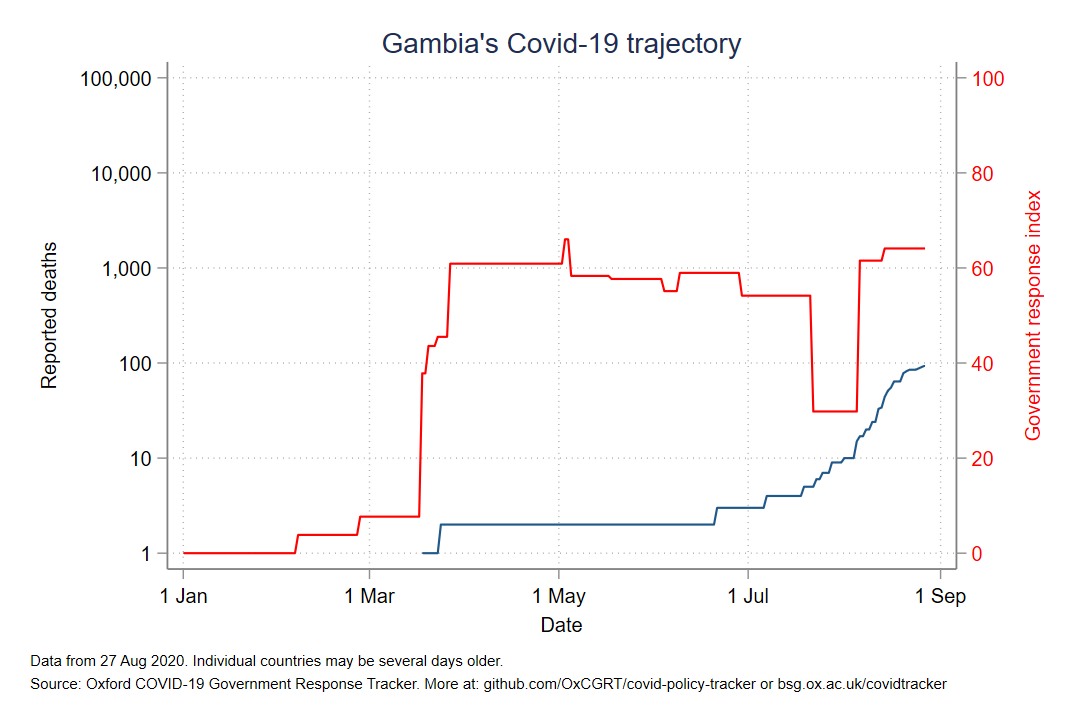 Gambia's Covid-19 trajectory
100,000
10,000
1,000
100
10
1
Reported deaths
100
80
60
40
20
0
Government response index
1 Jan
1 Mar
1 May
1 Jul
1 Sep
Date
Data from 27 Aug 2020. Individual countries may be several days older.
Source: Oxford COVID-19 Government Response Tracker. More at: github.com/OxCGRT/covid-policy-tracker or bsg.ox.ac.uk/covidtracker